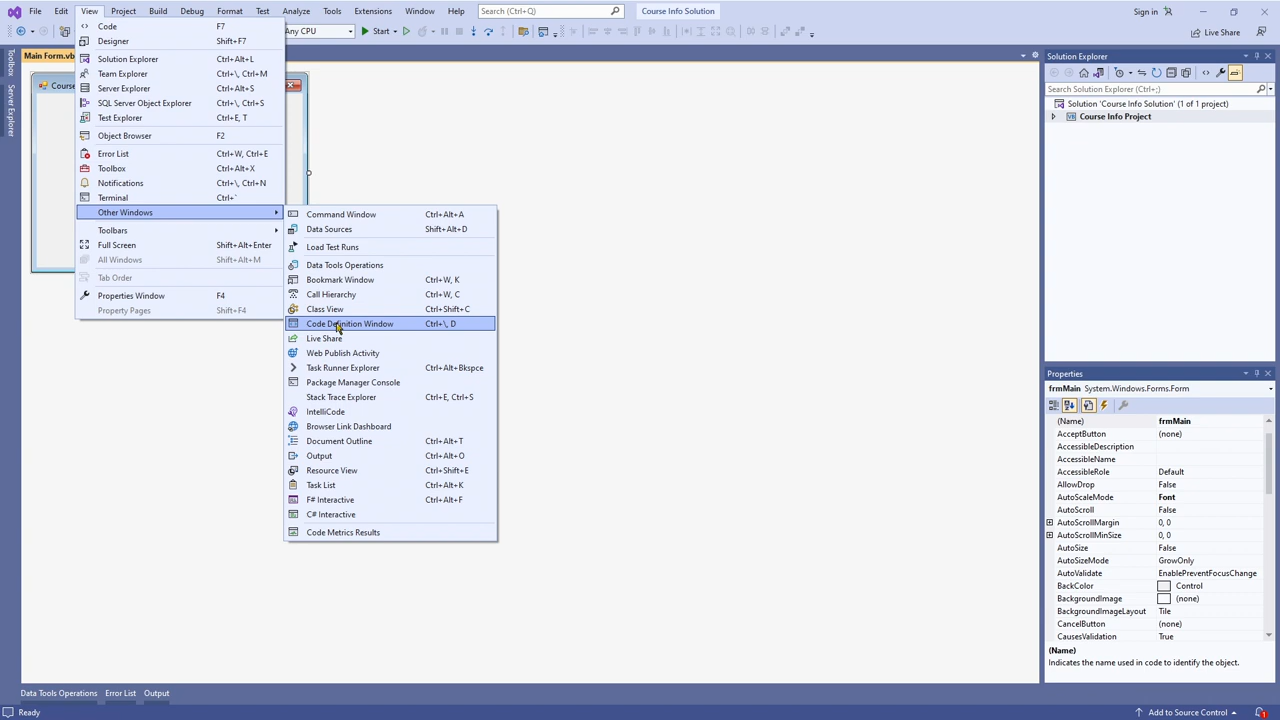 File Edit View Project Build Debug Format Test Analyze Tools Extensions Window Help Search (Ctrl+Q) Course Info Solution Sign in
Any CPU Start Live Share
Main Form.vb
Toolbox
Server Explorer
Course
Code F7
Designer Shift+F7
Solution Explorer Ctrl+Alt+L
Team Explorer Ctrl+\, Ctrl+M
Server Explorer Ctrl+Alt+S
SQL Server Object Explorer Ctrl+\, Ctrl+S
Test Explorer Ctrl+E, T
Object Browser F2
Error List Ctrl+W, Ctrl+E
Toolbox Ctrl+Alt+X
Notifications Ctrl+\, Ctrl+N
Terminal Ctrl+`
Other Windows
Toolbars
Full Screen Shift+Alt+Enter
All Windows Shift+Alt+M
Tab Order
Properties Window F4
Property Pages Shift+F4
Command Window Ctrl+Alt+A
Data Sources Shift+Alt+D
Load Test Runs
Data Tools Operations
Bookmark Window Ctrl+W, K
Call Hierarchy Ctrl+W, C
Class View Ctrl+Shift+C
Code Definition Window Ctrl+\, D
Live Share
Web Publish Activity
Task Runner Explorer Ctrl+Alt+Bkspce
Package Manager Console
Stack Trace Explorer Ctrl+E, Ctrl+S
IntelliCode
Browser Link Dashboard
Document Outline Ctrl+Alt+T
Output Ctrl+Alt+O
Resource View Ctrl+Shift+E
Task List Ctrl+Alt+K
F# Interactive Ctrl+Alt+F
C# Interactive
Code Metrics Results
Solution Explorer
Search Solution Explorer (Ctrl+;)
Solution 'Course Info Solution' (1 of 1 project)
VB Course Info Project
Properties
frmMain System.Windows.Forms.Form
(Name) frmMain
AcceptButton (none)
AccessibleDescription
AccessibleName
AccessibleRole Default
AllowDrop False
AutoScaleMode Font
AutoScroll False
AutoScrollMargin 0, 0
AutoScrollMinSize 0, 0
AutoSize False
AutoSizeMode GrowOnly
AutoValidate EnablePreventFocusChange
BackColor Control
BackgroundImage (none)
BackgroundImageLayout Tile
CancelButton (none)
CausesValidation True
(Name)
Indicates the name used in code to identify the object.
Data Tools Operations Error List Output
Ready Add to Source Control 1